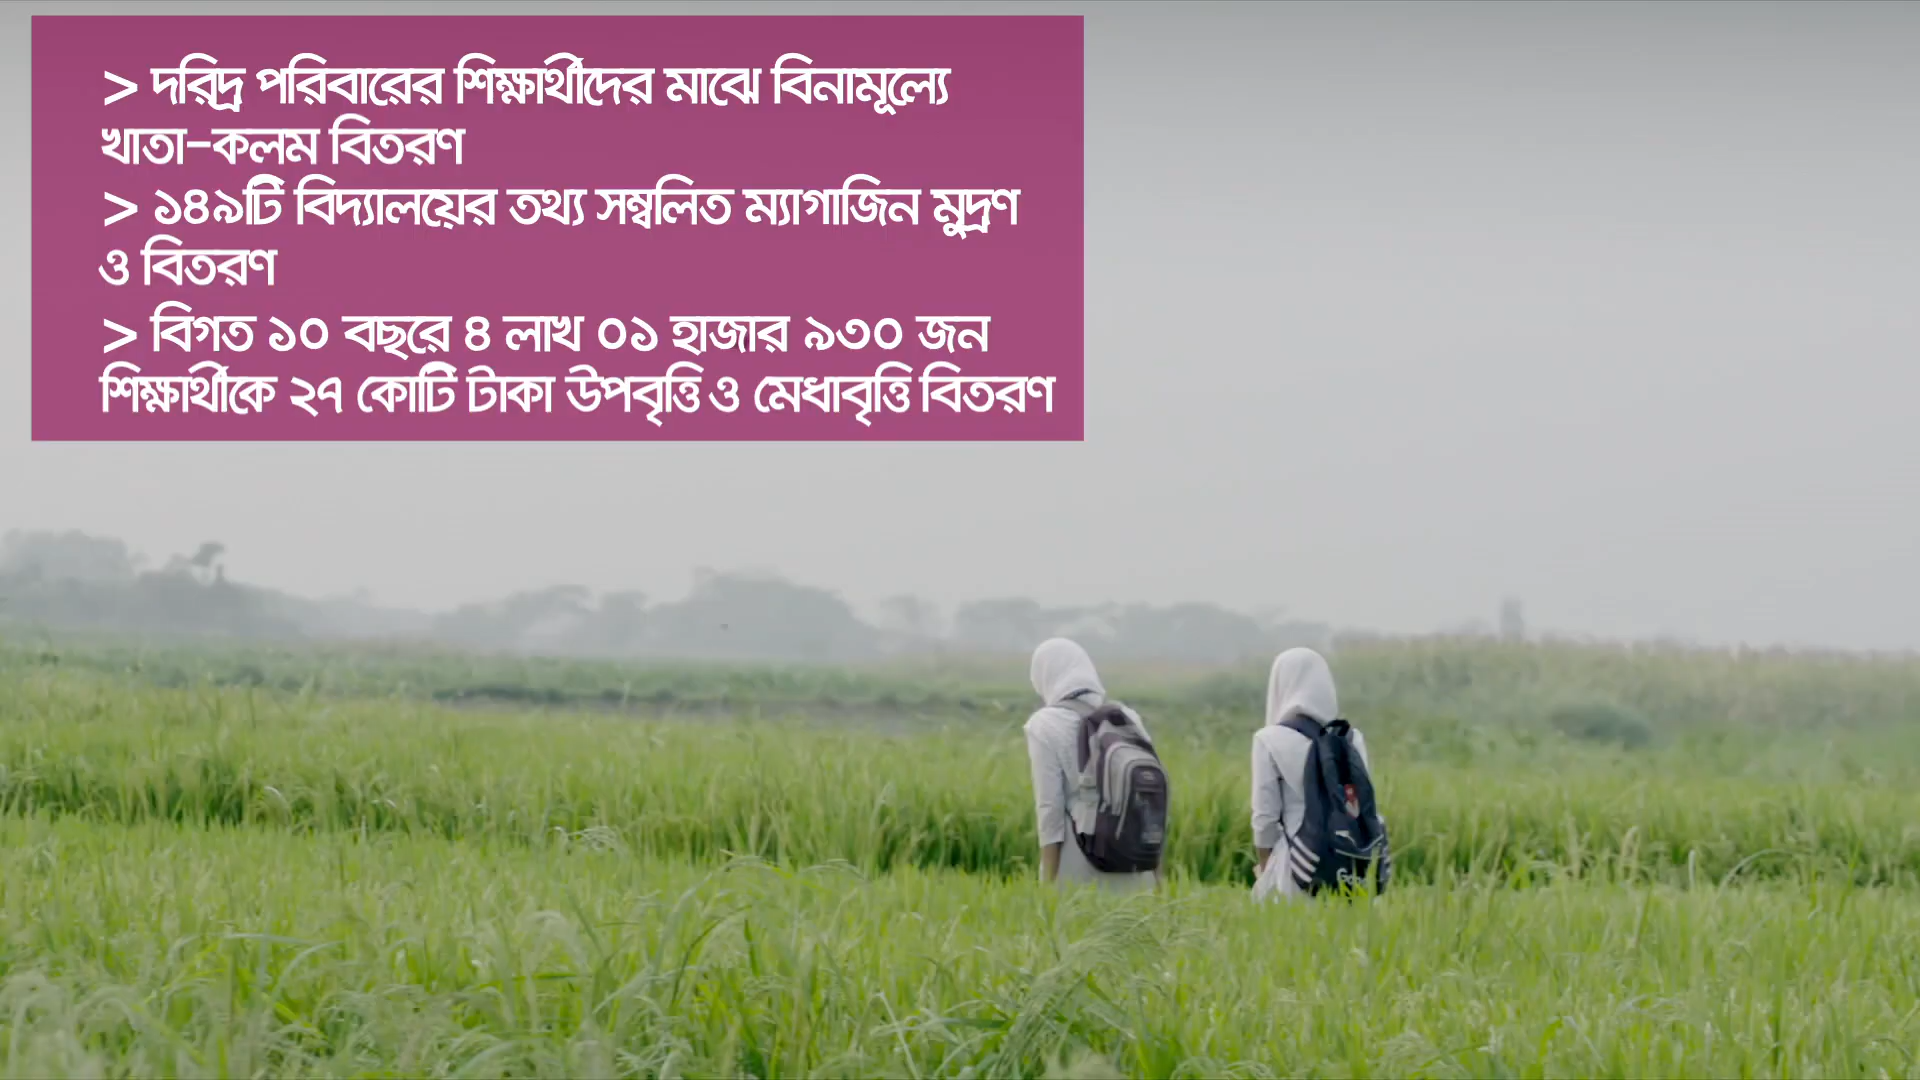 > দরিদ্র পরিবারের শিক্ষার্থীদের মাঝে বিনামূল্যে
খাতা-কলম বিতরণ
> ১৪৯টি বিদ্যালয়ের তথ্য সম্বলিত ম্যাগাজিন মুদ্রণ
ও বিতরণ
> বিগত ১০ বছরে ৪ লাখ ০১ হাজার ৯৩০ জন
শিক্ষার্থীকে ২৭ কোটি টাকা উপবৃত্তি ও মেধাবৃত্তি বিতরণ